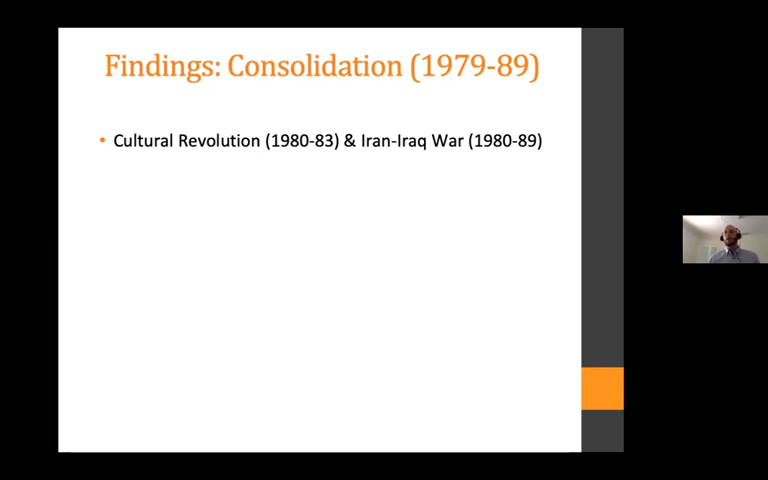 Findings: Consolidation (1979-89)
• Cultural Revolution (1980-83) & Iran-Iraq War (1980-89)